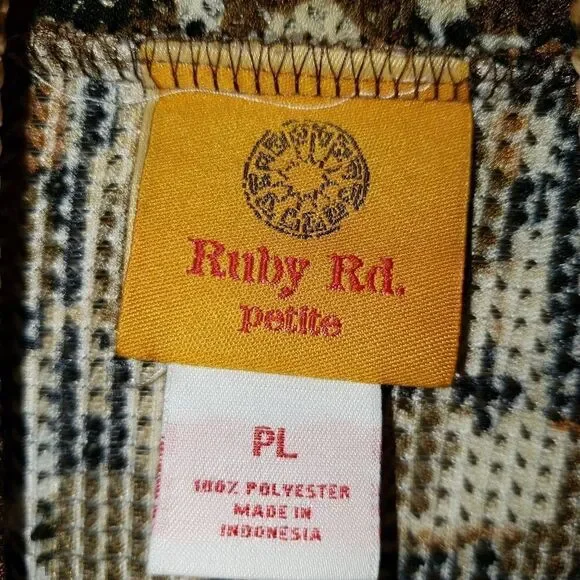 Ruby Rd.
petite
PL
100% POLYESTER
MADE IN
INDONESIA